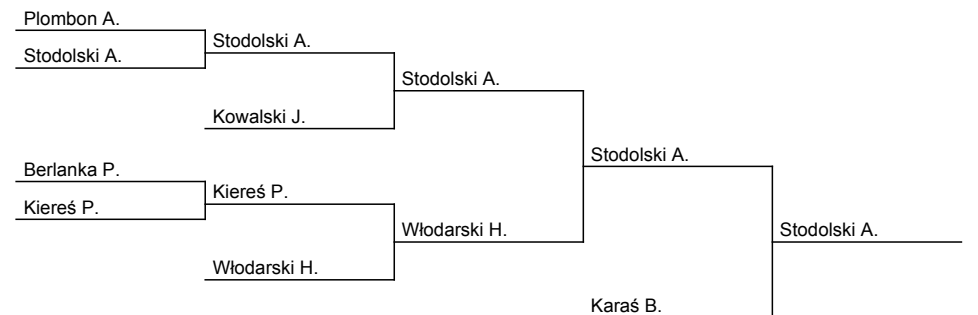 Plombon A.
Stodolski A.
Stodolski A.
Stodolski A.
Kowalski J.
Stodolski A.
Berlanka P.
Kiereś P.
Kiereś P.
Włodarski H.
Stodolski A.
Włodarski H.
Karaś B.